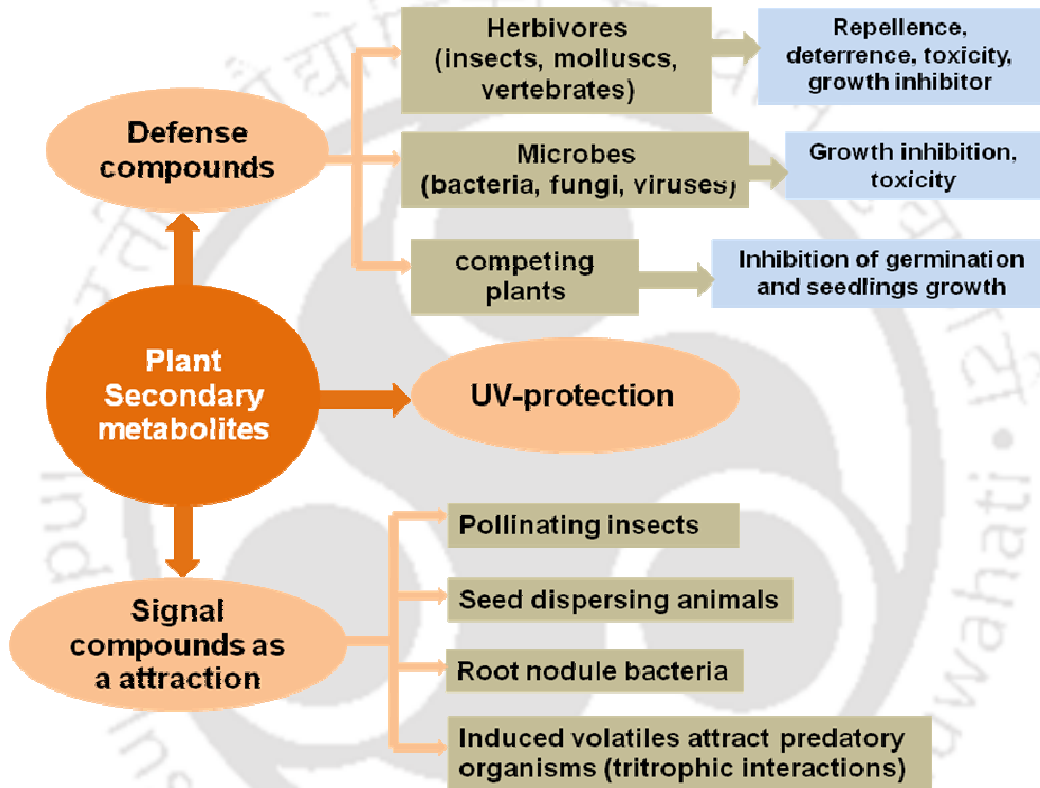 Herbivores
(insects, molluscs,
vertebrates)
Repellence,
deterrence, toxicity,
growth inhibitor
Defense
compounds
Microbes
(bacteria, fungi, viruses)
Growth inhibition,
toxicity
competing
plants
Inhibition of germination
and seedlings growth
Plant
Secondary
metabolites
UV-protection
Signal
compounds as
a attraction
Pollinating insects
Seed dispersing animals
Root nodule bacteria
Induced volatiles attract predatory
organisms (tritrophic interactions)